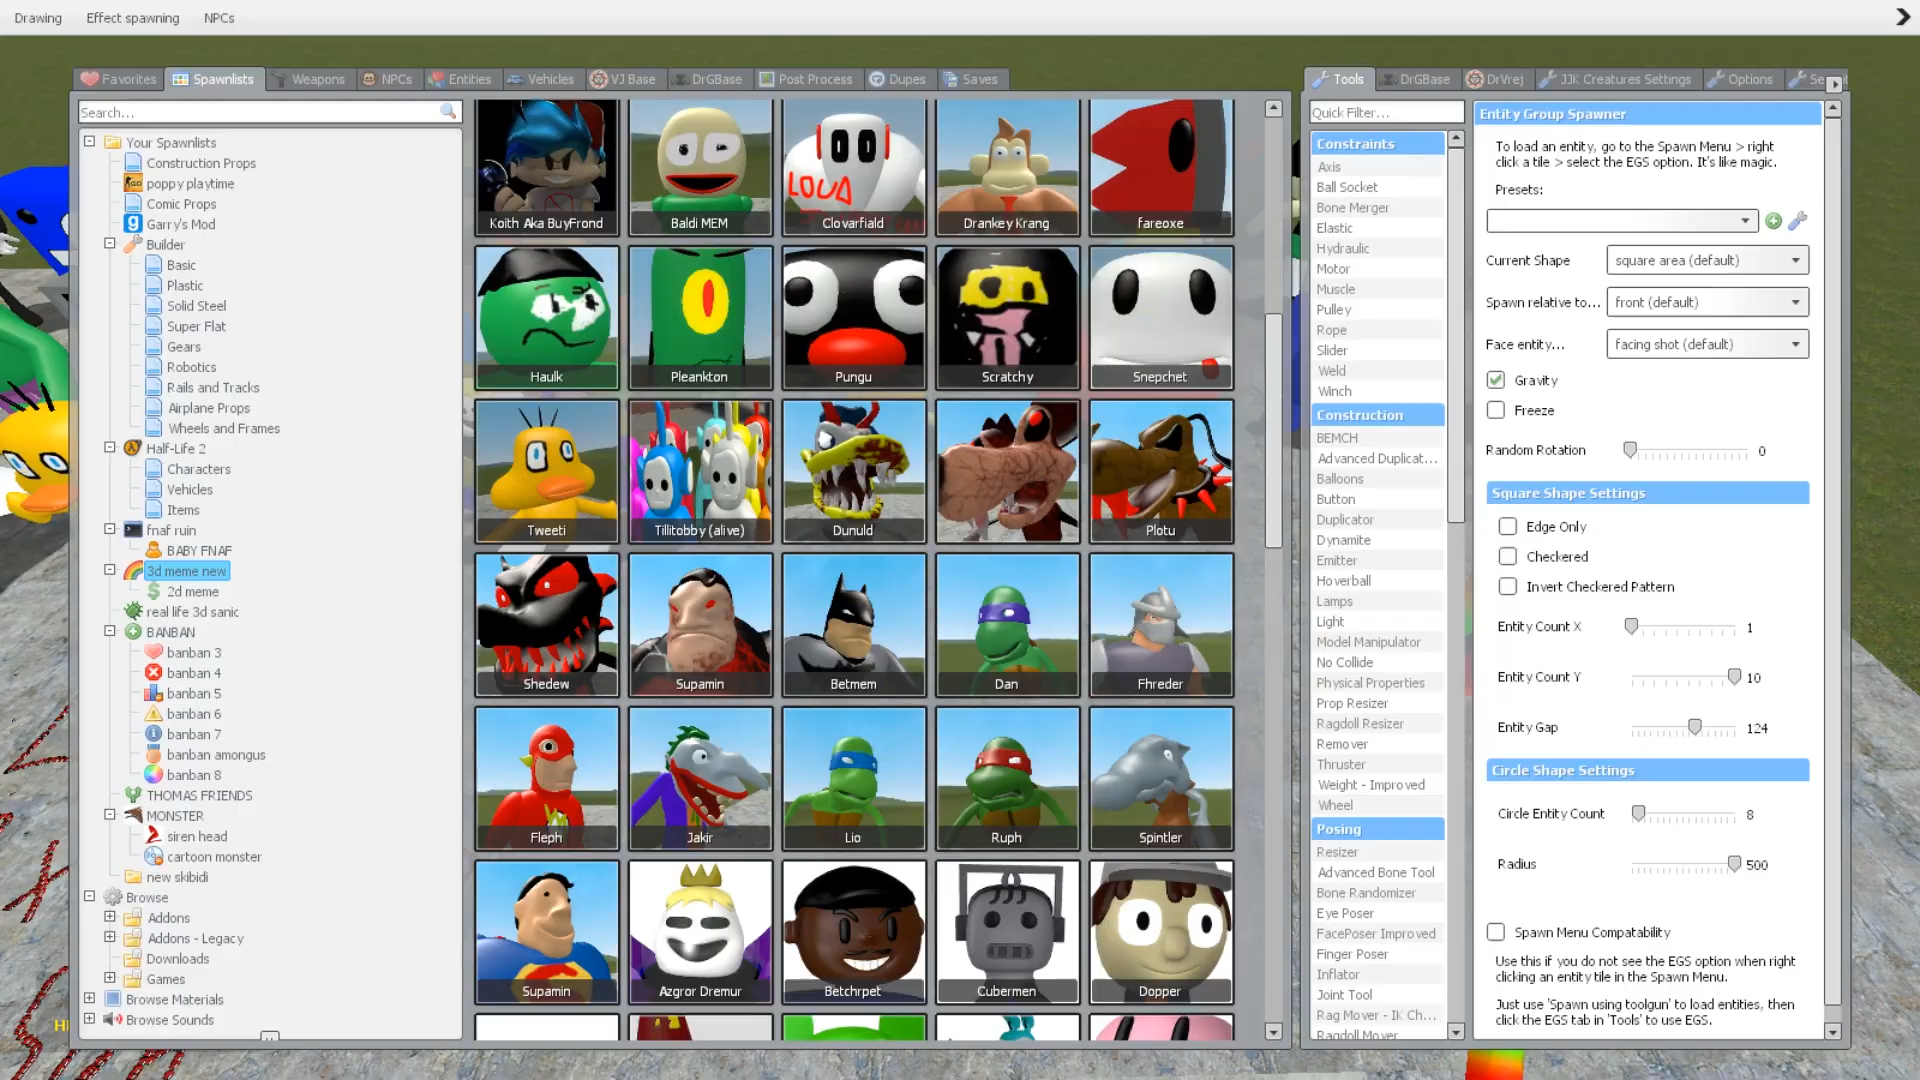 Drawing Effect spawning NPCs
Favorites Spawnlists Weapons NPCs Entities Vehicles VJ Base DrGBase Post Process Dupes Saves
Search...
Your Spawnlists
Construction Props
poppy playtime
Comic Props
Garry's Mod
Builder
Basic
Plastic
Solid Steel
Super Flat
Gears
Robotics
Rails and Tracks
Airplane Props
Wheels and Frames
Half-Life 2
Characters
Vehicles
Items
fnaf ruin
BABY FNAF
3d meme new
2d meme
real life 3d sanic
BANBAN
banban 3
banban 4
banban 5
banban 6
banban 7
banban amongus
banban 8
THOMAS FRIENDS
MONSTER
siren head
cartoon monster
new skibidi
Browse
Addons
Addons - Legacy
Downloads
Games
Browse Materials
Browse Sounds
LOUA
Koith Aka BuyFrond Baldi MEM Clovarfiald Drankey Krang fareoxe
Haulk Pleankton Pungu Scratchy Snepchet
Tweeti Tillitobby (alive) Dunuld Plotu
Shedew Supamin Betmem Dan Fhreder
Fleph Jakir Lio Ruph Spintler
Supamin Azgror Dremur Betchrpet Cubermen Dopper
Tools DrGBase DrVrej JJK Creatures Settings Options Se
Quick Filter...
Constraints
Axis
Ball Socket
Bone Merger
Elastic
Hydraulic
Motor
Muscle
Pulley
Rope
Slider
Weld
Winch
Construction
BEMCH
Advanced Duplicat...
Balloons
Button
Duplicator
Dynamite
Emitter
Hoverball
Lamps
Light
Model Manipulator
No Collide
Physical Properties
Prop Resizer
Ragdoll Resizer
Remover
Thruster
Weight - Improved
Wheel
Posing
Resizer
Advanced Bone Tool
Bone Randomizer
Eye Poser
FacePoser Improved
Finger Poser
Inflator
Joint Tool
Rag Mover - IK Ch...
Ragdoll Mover
Entity Group Spawner
To load an entity, go to the Spawn Menu > right
click a tile > select the EGS option. It's like magic.
Presets:
Current Shape square area (default)
Spawn relative to... front (default)
Face entity... facing shot (default)
Gravity
Freeze
Random Rotation 0
Square Shape Settings
Edge Only
Checkered
Invert Checkered Pattern
Entity Count X 1
Entity Count Y 10
Entity Gap 124
Circle Shape Settings
Circle Entity Count 8
Radius 500
Spawn Menu Compatability
Use this if you do not see the EGS option when right
clicking an entity tile in the Spawn Menu.
Just use 'Spawn using toolgun' to load entities, then
click the EGS tab in 'Tools' to use EGS.